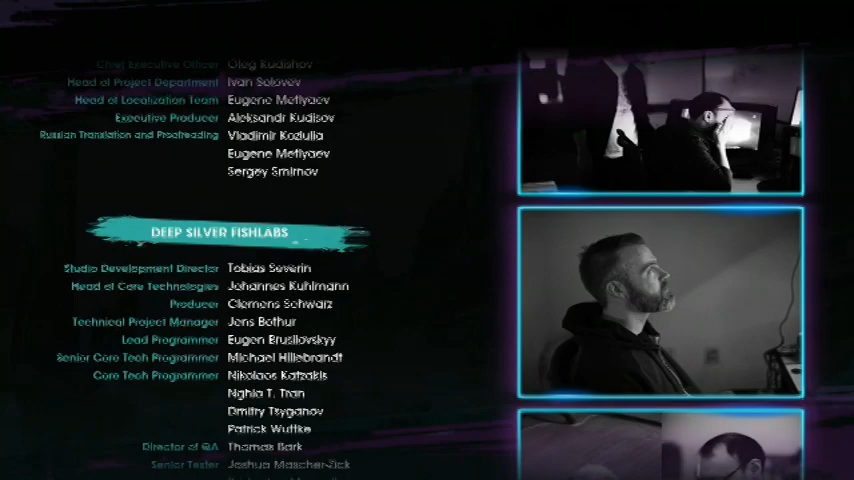 Chief Executive Officer Oleg Kudishov
Head of Project Department Ivan Solovev
Head of Localization Team Eugene Metlyaev
Executive Producer Aleksandr Kudisov
Russian Translation and Proofreading Vladimir Kozlulia
Eugene Metlyaev
Sergey Smirnov
DEEP SILVER FISHLABS
Studio Development Director Tobias Severin
Head of Core Technologies Johannes Kuhlmann
Producer Clemens Schwarz
Technical Project Manager Jens Bothur
Lead Programmer Eugen Brusilovskyy
Senior Core Tech Programmer Michael Hillebrandt
Core Tech Programmer Nikolaos Katzakis
Nghia T. Tran
Dmitry Tsyganov
Patrick Wuttke
Director of QA Thomas Bark
Senior Tester Joshua Mascher-Zick